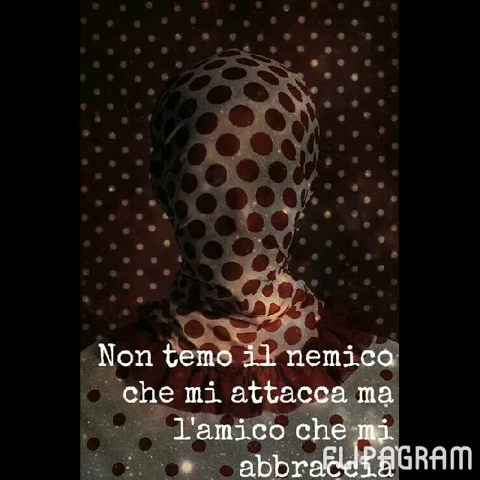 Non temo il nemico
che mi attacca ma
l'amico che mi
abbraccia
FLIPAGRAM